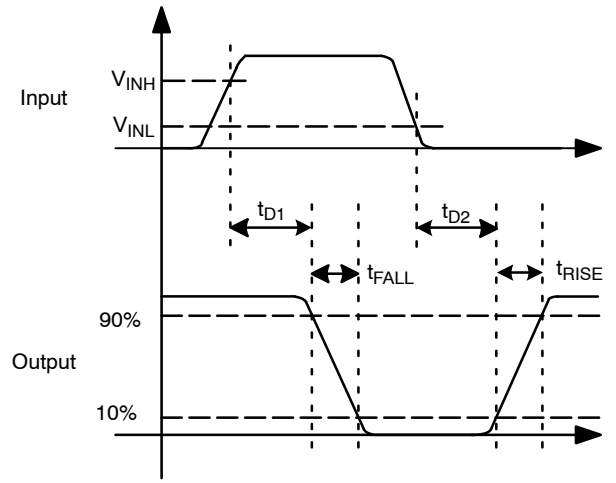 V_INH
Input
V_INL
t_D1
t_D2
t_FALL
t_RISE
90%
Output
10%